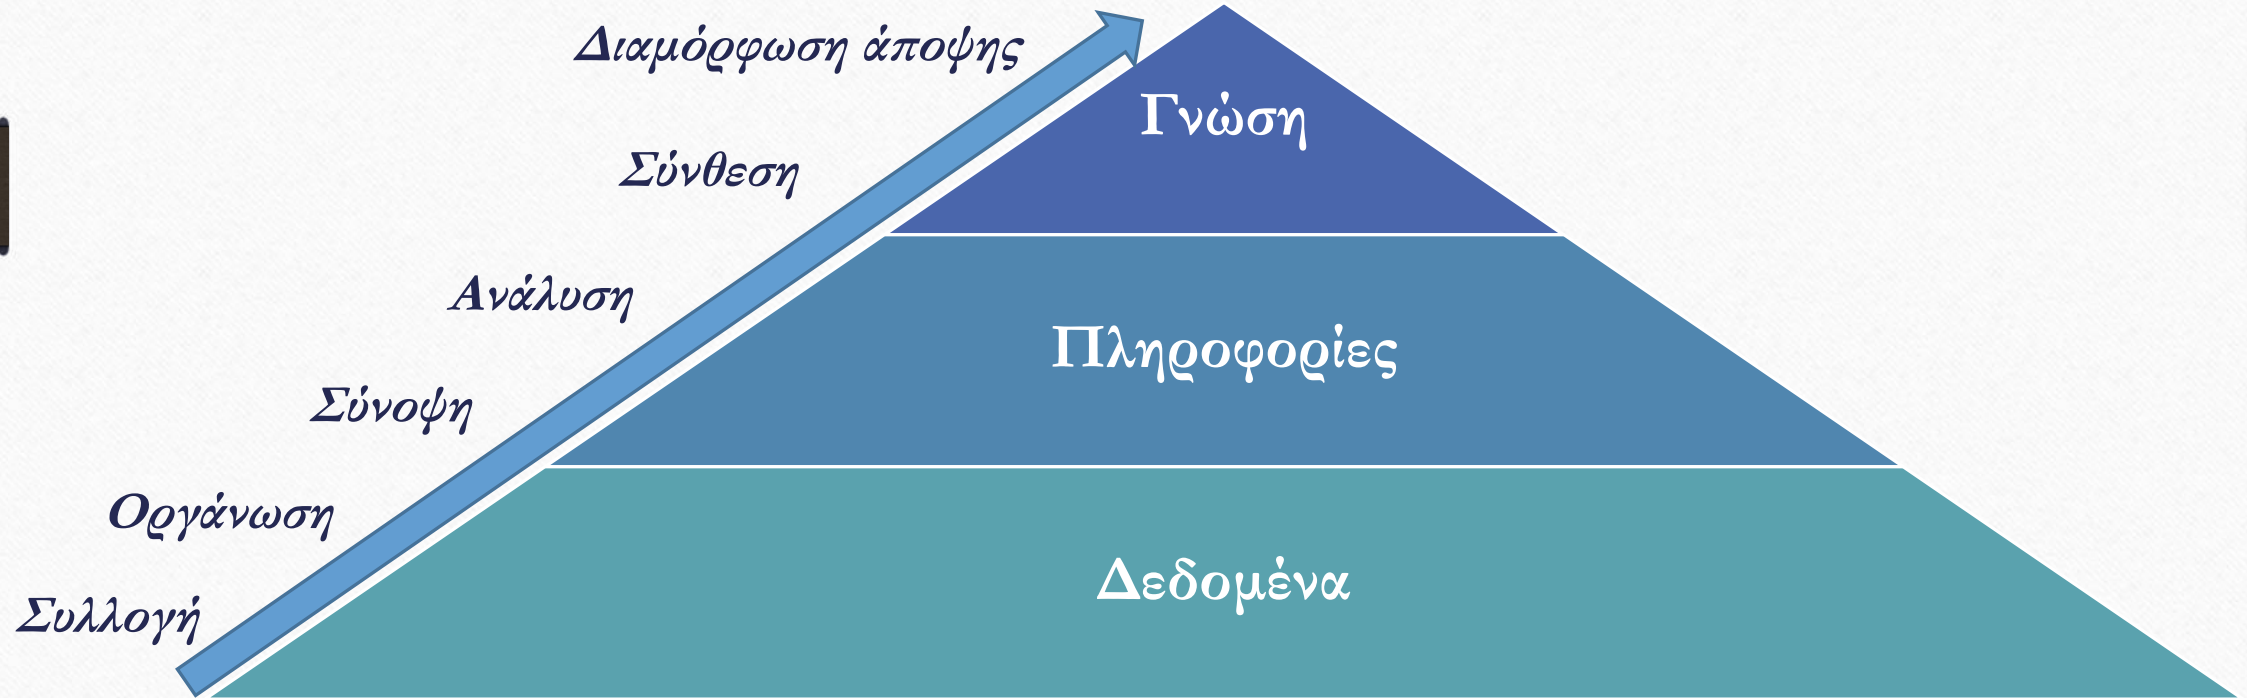 Διαμόρφωση άποψης
Γνώση
Σύνθεση
Ανάλυση
Πληροφορίες
Σύνοψη
Οργάνωση
Δεδομένα
Συλλογή